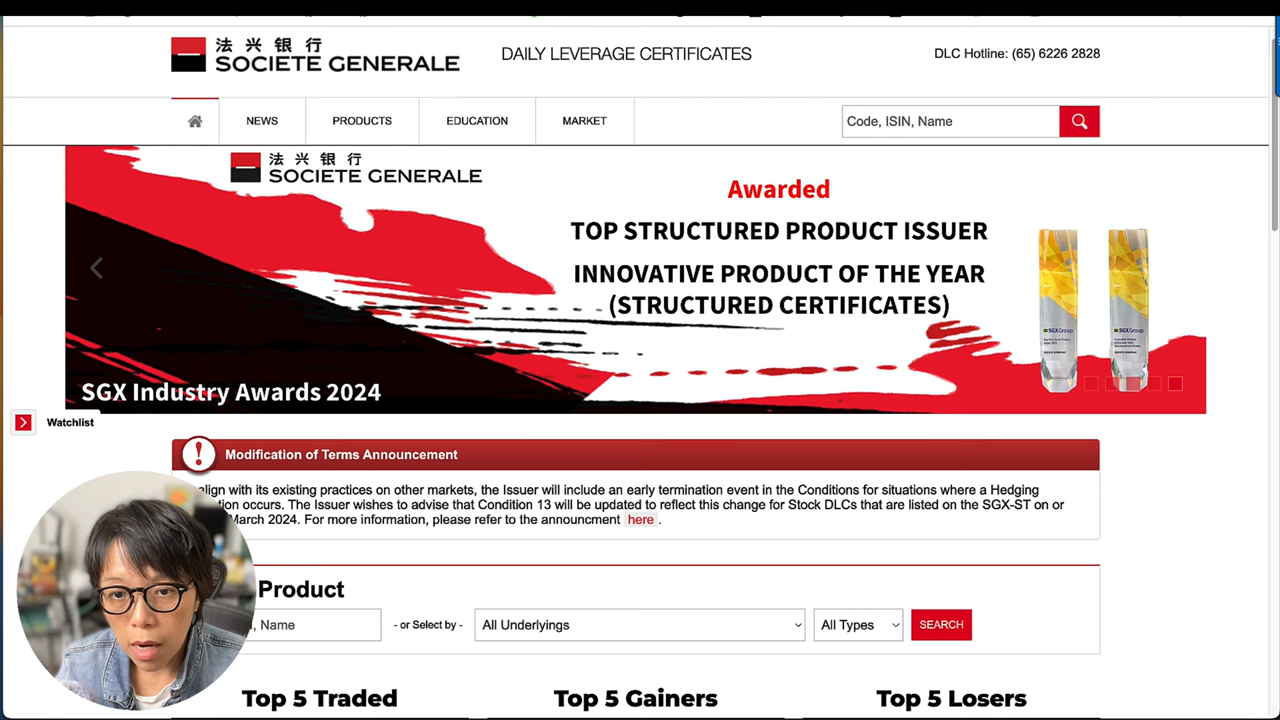 法 兴 银 行
SOCIETE GENERALE
DAILY LEVERAGE CERTIFICATES
DLC Hotline: (65) 6226 2828
NEWS
PRODUCTS
EDUCATION
MARKET
Code, ISIN, Name
法 兴 银 行
SOCIETE GENERALE
Awarded
TOP STRUCTURED PRODUCT ISSUER
INNOVATIVE PRODUCT OF THE YEAR
(STRUCTURED CERTIFICATES)
SGXGroup
SGXGroup
SGX Industry Awards 2024
Watchlist
Modification of Terms Announcement
align with its existing practices on other markets, the Issuer will include an early termination event in the Conditions for situations where a Hedging
occurs. The Issuer wishes to advise that Condition 13 will be updated to reflect this change for Stock DLCs that are listed on the SGX-ST on or
March 2024. For more information, please refer to the announcment here .
Product
, Name
- or Select by -
All Underlyings
All Types
SEARCH
Top 5 Traded
Top 5 Gainers
Top 5 Losers